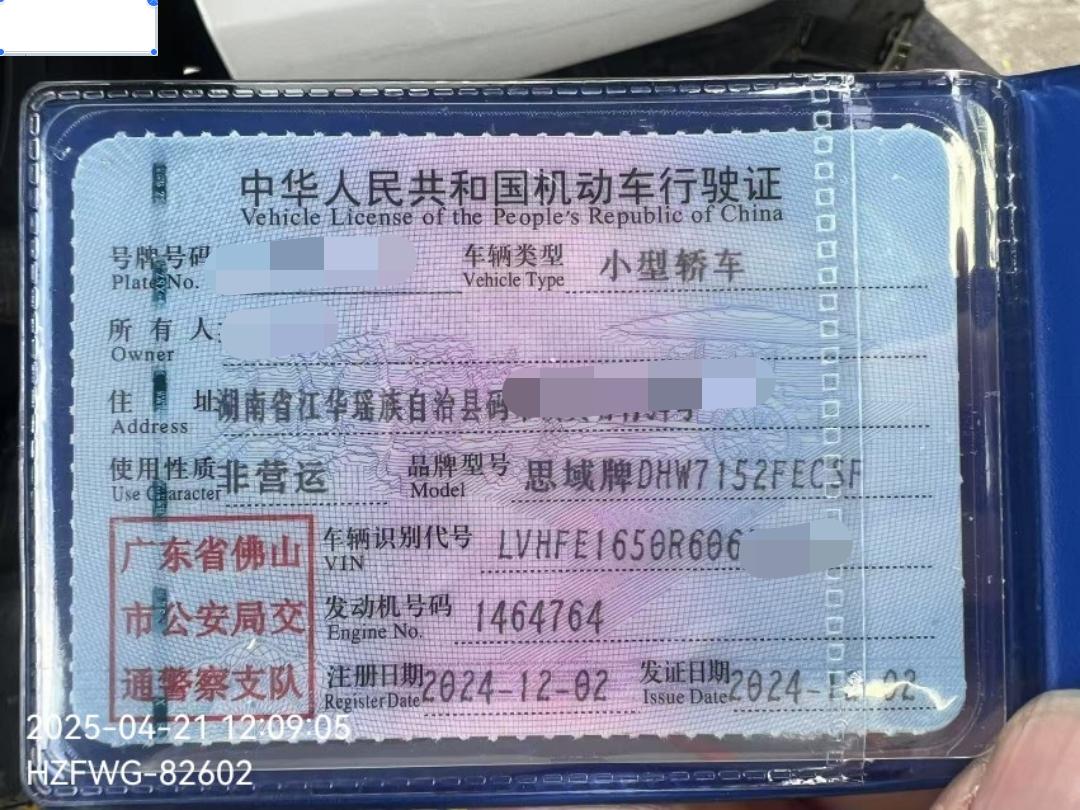 中华人民共和国机动车行驶证
Vehicle License of the People's Republic of China
号牌号码
Plate No.
车辆类型 小型轿车
Vehicle Type
所有人
Owner
住址 湖南省江华瑶族自治县码
Address
使用性质 非营运
Use Character
品牌型号 思域牌DHW7152FECSF
Model
广东省佛山
市公安局交
通警察支队
车辆识别代号 LVHFE1650R606
VIN
发动机号码 1464764
Engine No.
注册日期 2024-12-02
Register Date
发证日期 2024-12-02
Issue Date
2025-04-21 12:09:05
HZFWG-82602